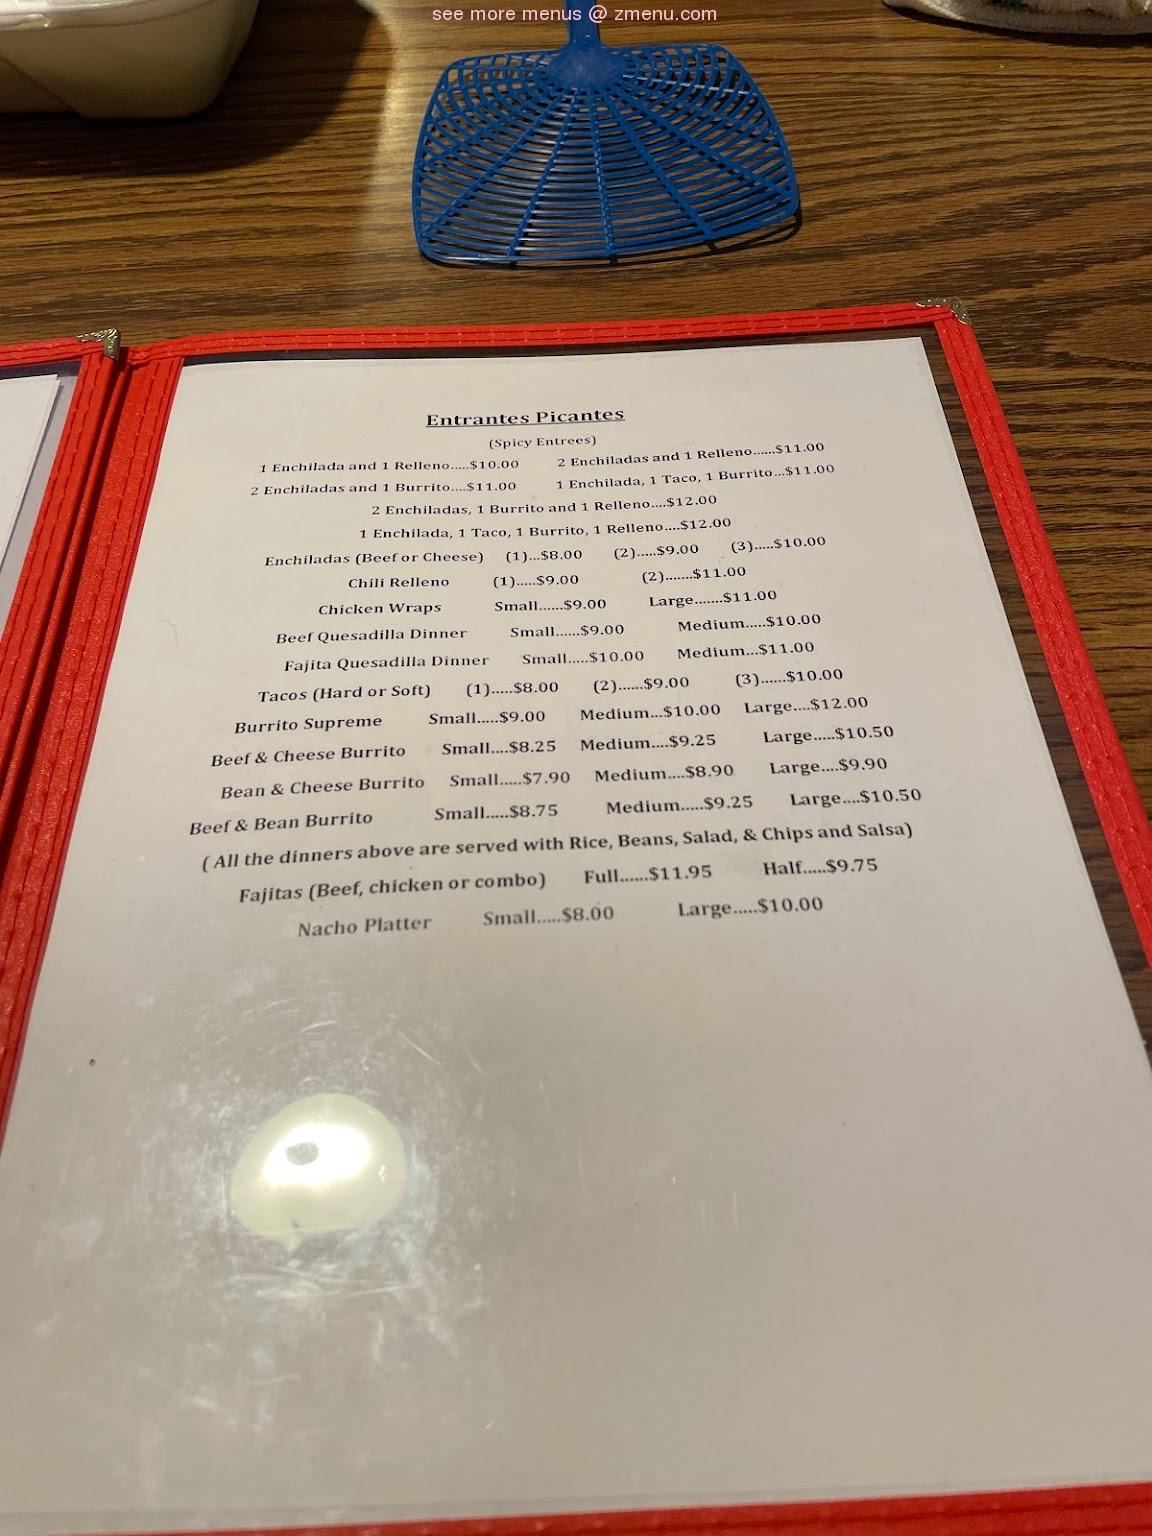 see more menus @ zmenu.com
Entrantes Picantes
(Spicy Entrees)
1 Enchilada and 1 Relleno.....$10.00 2 Enchiladas and 1 Relleno......$11.00
2 Enchiladas and 1 Burrito....$11.00 1 Enchilada, 1 Taco, 1 Burrito...$11.00
2 Enchiladas, 1 Burrito and 1 Relleno....$12.00
1 Enchilada, 1 Taco, 1 Burrito, 1 Relleno....$12.00
Enchiladas (Beef or Cheese) (1)...$8.00 (2).....$9.00 (3).....$10.00
Chili Relleno (1).....$9.00 (2).......$11.00
Chicken Wraps Small......$9.00 Large.......$11.00
Beef Quesadilla Dinner Small......$9.00 Medium.....$10.00
Fajita Quesadilla Dinner Small.....$10.00 Medium...$11.00
Tacos (Hard or Soft) (1).....$8.00 (2)......$9.00 (3)......$10.00
Burrito Supreme Small.....$9.00 Medium...$10.00 Large....$12.00
Beef & Cheese Burrito Small....$8.25 Medium....$9.25 Large.....$10.50
Bean & Cheese Burrito Small.....$7.90 Medium....$8.90 Large....$9.90
Beef & Bean Burrito Small.....$8.75 Medium.....$9.25 Large....$10.50
( All the dinners above are served with Rice, Beans, Salad, & Chips and Salsa)
Fajitas (Beef, chicken or combo) Full......$11.95 Half.....$9.75
Nacho Platter Small.....$8.00 Large.....$10.00